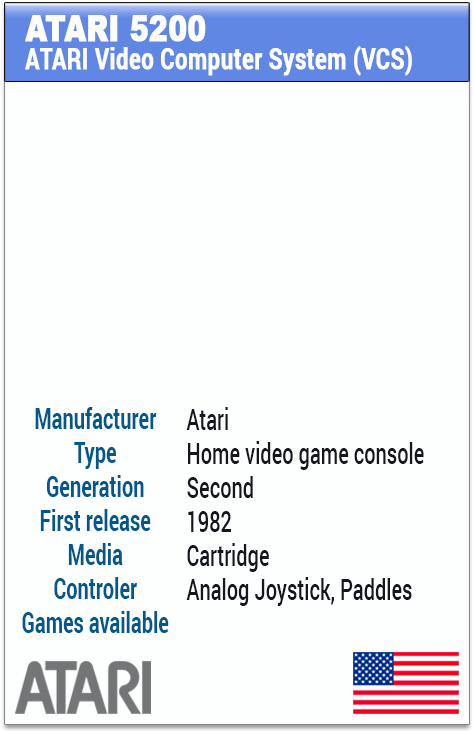 ATARI 5200
ATARI Video Computer System (VCS)
Manufacturer Atari
Type Home video game console
Generation Second
First release 1982
Media Cartridge
Controler Analog Joystick, Paddles
Games available
ATARI